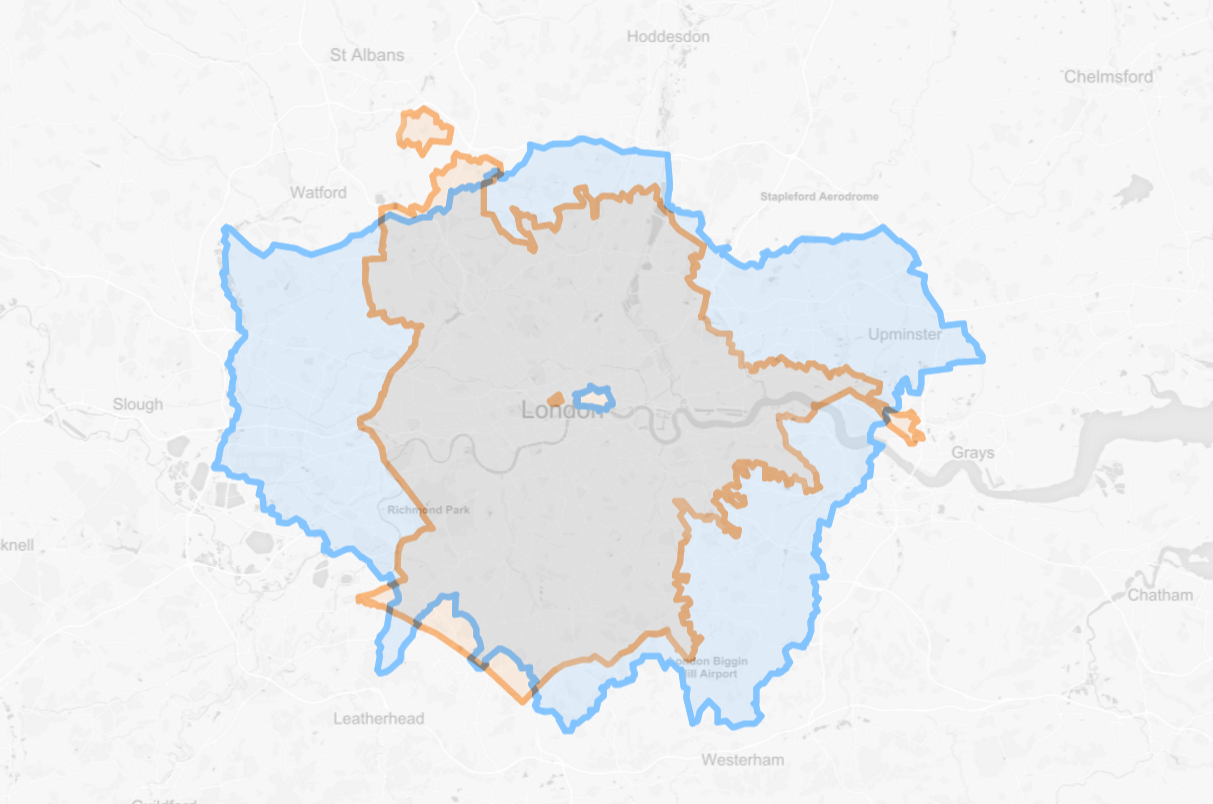 Hoddesdon
St Albans
Chelmsford
Watford
Stapleford Aerodrome
Upminster
Slough
London
Grays
Richmond Park
knell
Chatham
London Biggin
Hill Airport
Leatherhead
Westerham
Guildford